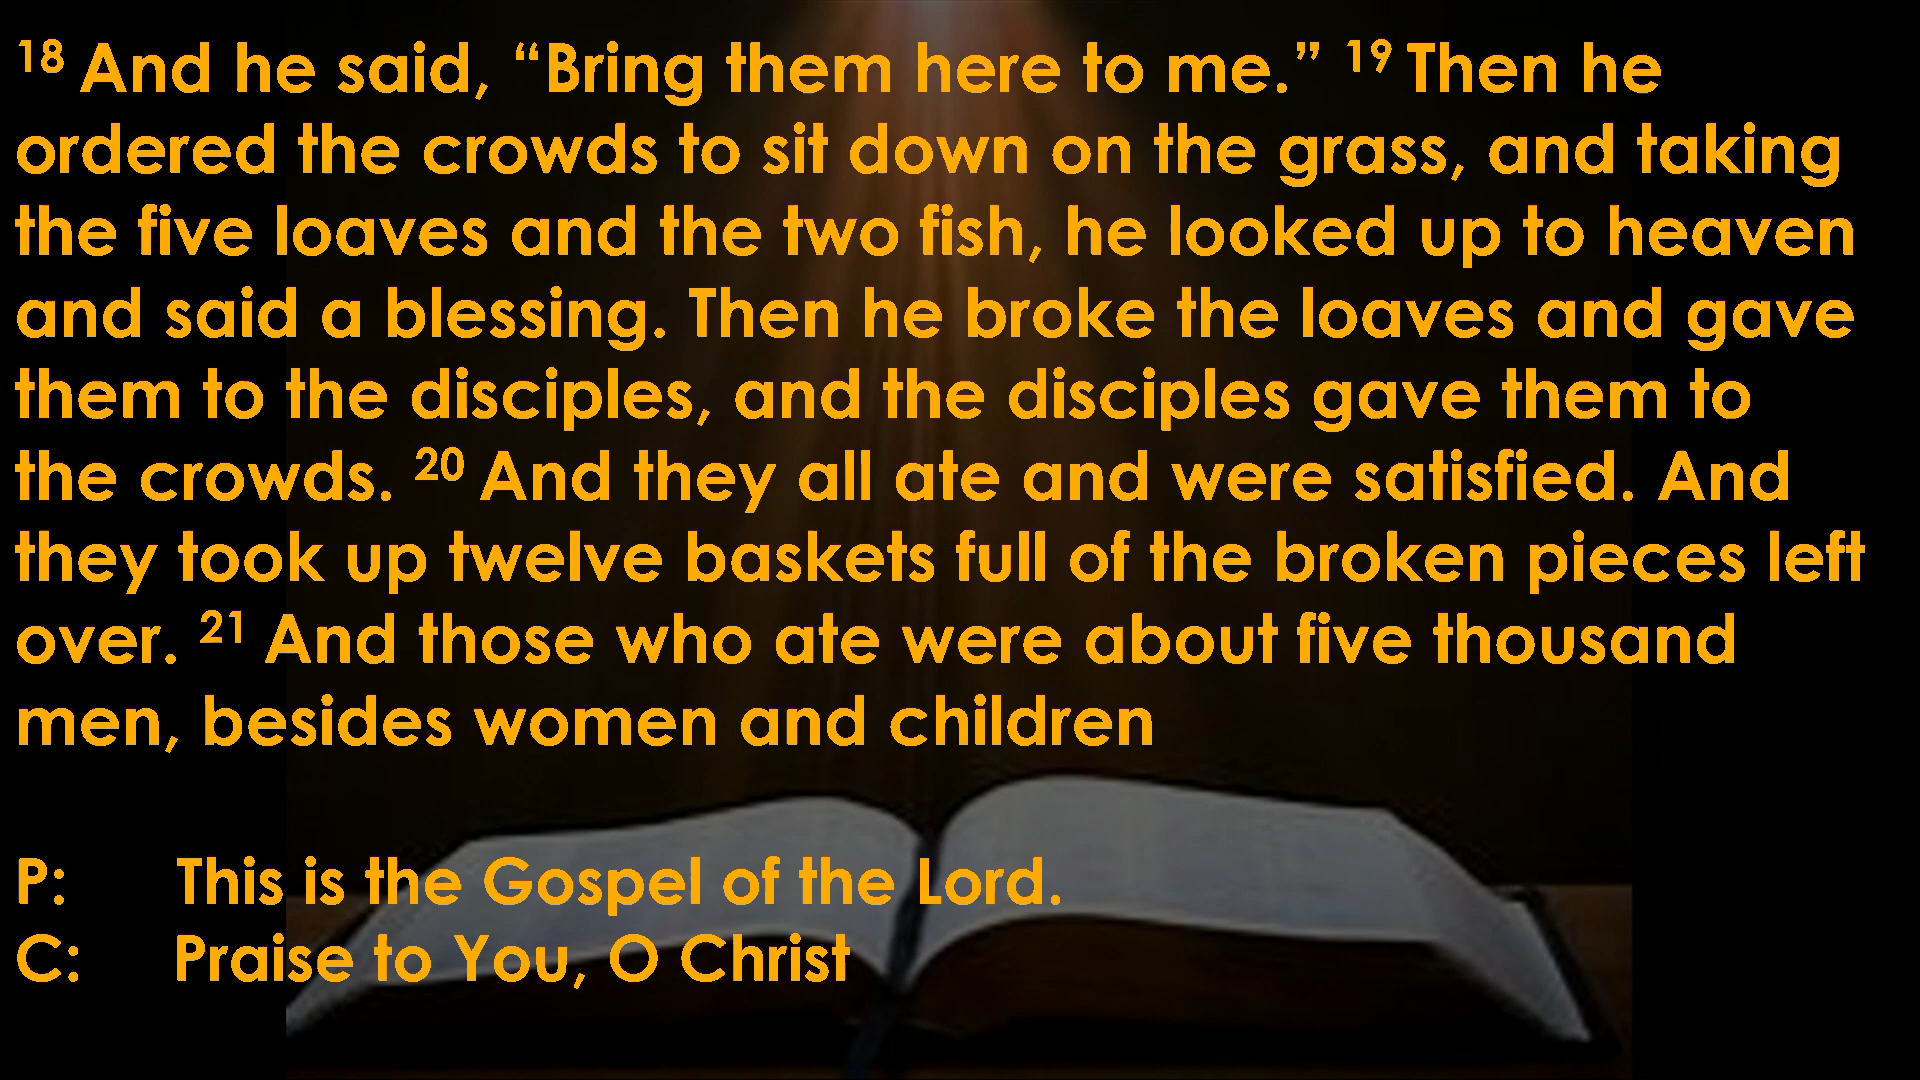 18 And he said, “Bring them here to me.” 19 Then he
ordered the crowds to sit down on the grass, and taking
the five loaves and the two fish, he looked up to heaven
and said a blessing. Then he broke the loaves and gave
them to the disciples, and the disciples gave them to
the crowds. 20 And they all ate and were satisfied. And
they took up twelve baskets full of the broken pieces left
over. 21 And those who ate were about five thousand
men, besides women and children
P: This is the Gospel of the Lord.
C: Praise to You, O Christ